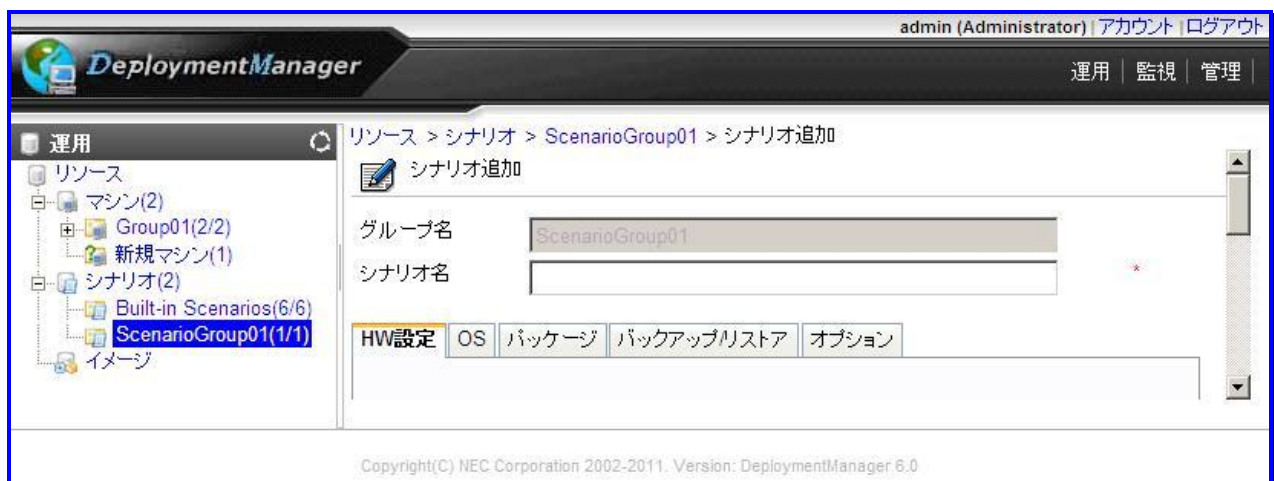 admin (Administrator) | アカウント | ログアウト
DeploymentManager
運用 | 監視 | 管理 |
運用
リソース
マシン(2)
Group01(2/2)
新規マシン(1)
シナリオ(2)
Built-in Scenarios(6/6)
ScenarioGroup01(1/1)
イメージ
リソース > シナリオ > ScenarioGroup01 > シナリオ追加
シナリオ追加
グループ名 ScenarioGroup01
シナリオ名 *
HW設定 OS パッケージ バックアップ/リストア オプション
Copyright(C) NEC Corporation 2002-2011. Version: DeploymentManager 6.0